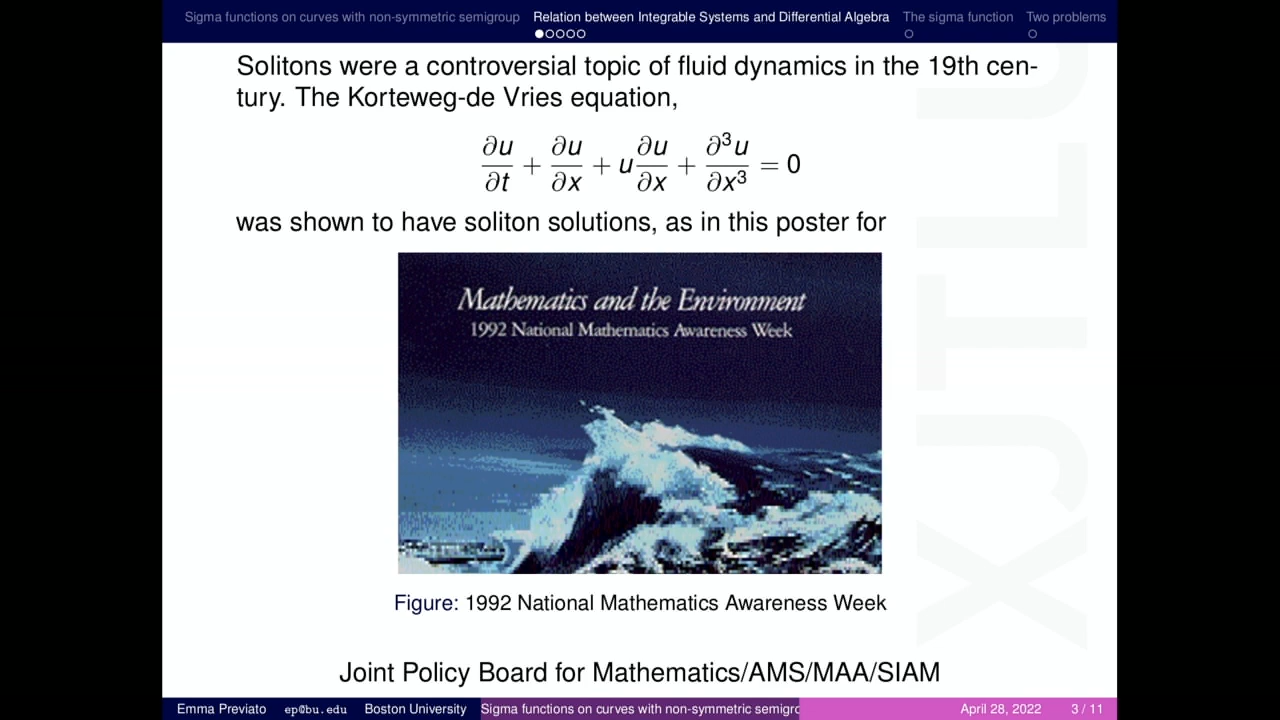 Sigma functions on curves with non-symmetric semigroup Relation between Integrable Systems and Differential Algebra The sigma function Two problems
Solitons were a controversial topic of fluid dynamics in the 19th cen-
tury. The Korteweg-de Vries equation,
∂u/∂t + ∂u/∂x + u ∂u/∂x + ∂³u/∂x³ = 0
was shown to have soliton solutions, as in this poster for
Mathematics and the Environment
1992 National Mathematics Awareness Week
Figure: 1992 National Mathematics Awareness Week
Joint Policy Board for Mathematics/AMS/MAA/SIAM
XJTLU
Emma Previato ep@bu.edu Boston University Sigma functions on curves with non-symmetric semigro April 28, 2022 3 / 11